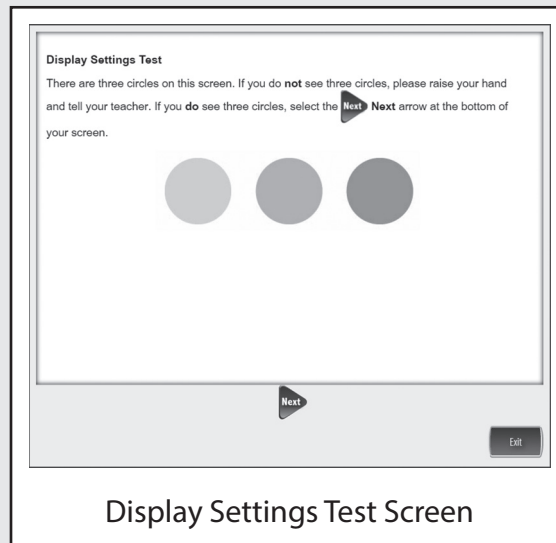 Display Settings Test
There are three circles on this screen. If you do not see three circles, please raise your hand
and tell your teacher. If you do see three circles, select the Next Next arrow at the bottom of
your screen.
Next
Exit
Display Settings Test Screen